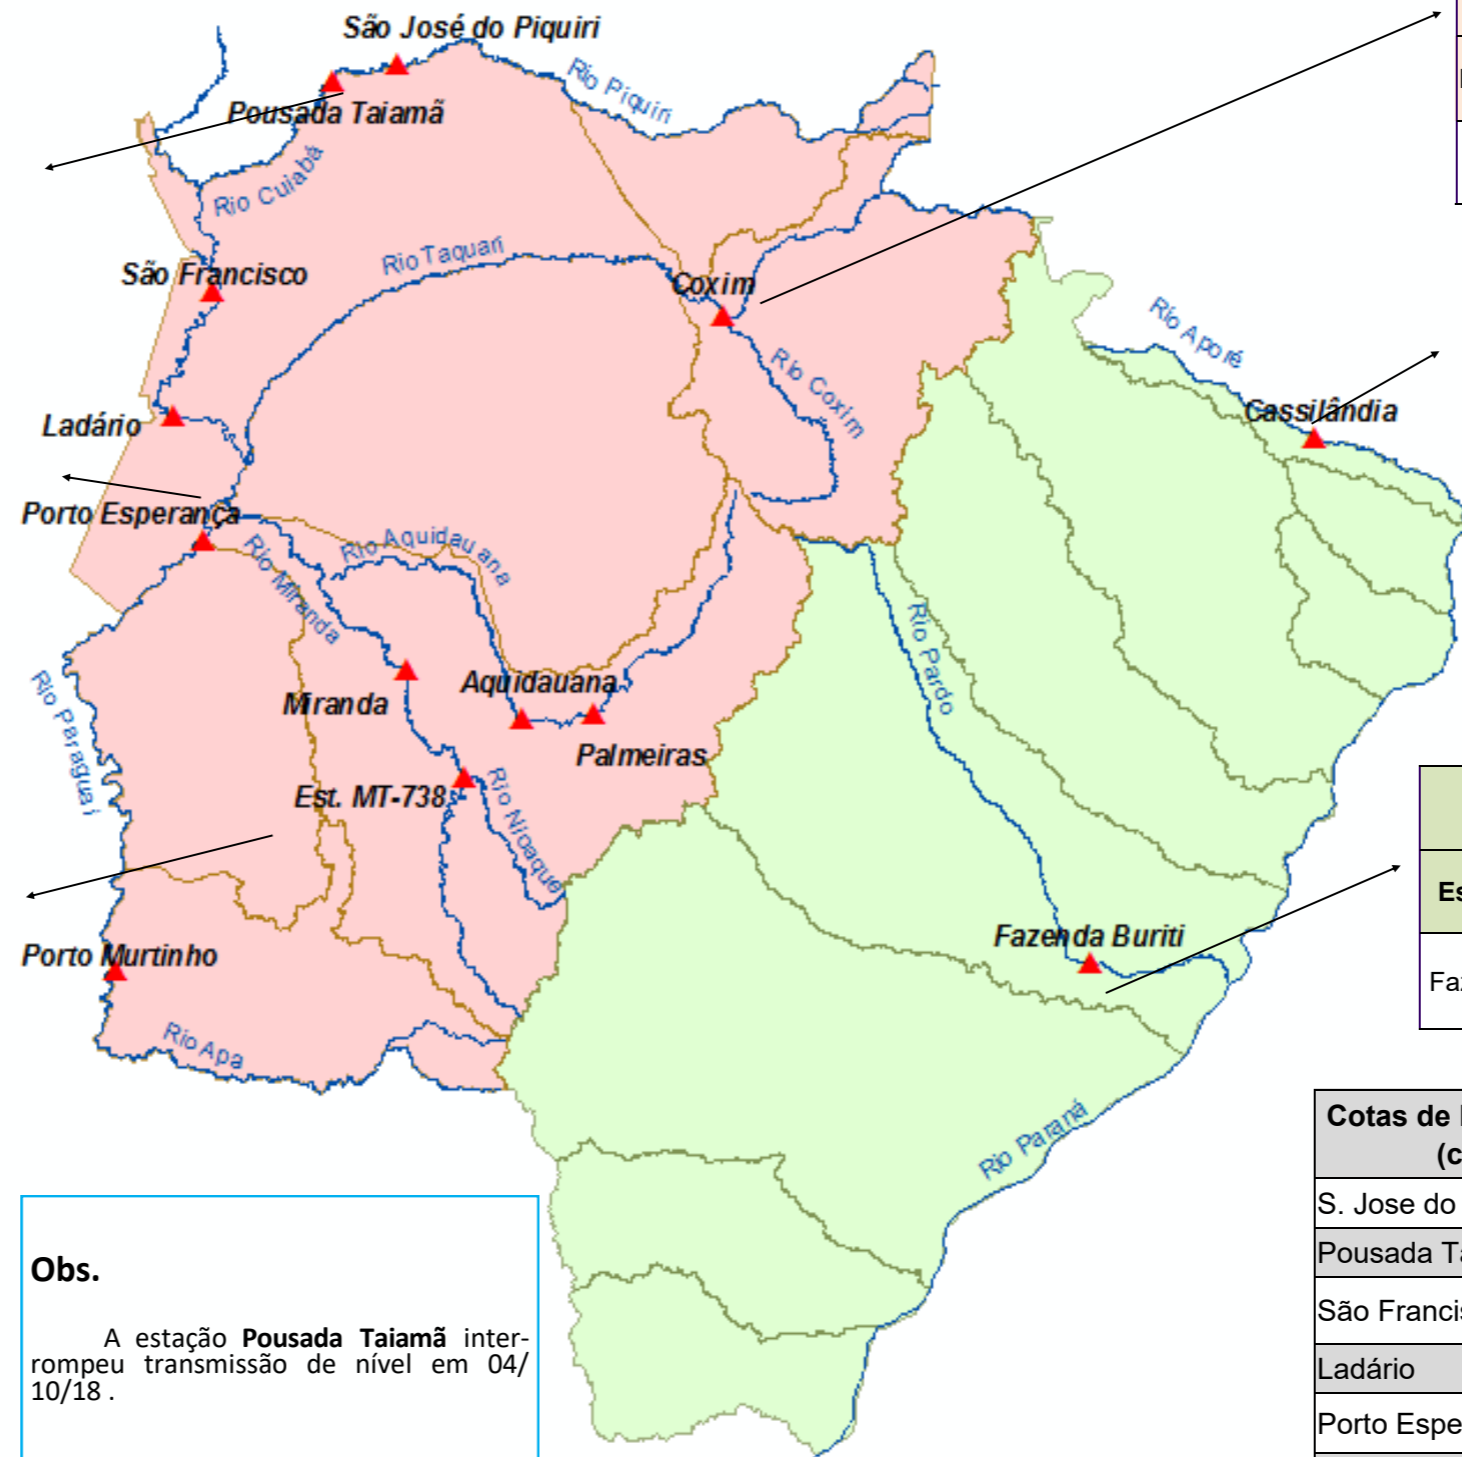 São José do Piquiri
Rio Piquiri
Pousada Taiamã
Rio Cuiabá
Rio Taquari
São Francisco
Coxim
Rio Aporé
Rio Coxim
Cassilândia
Ladário
Porto Esperança
Rio Aquidauana
Rio Miranda
Rio Pardo
Rio Paraguai
Miranda
Aquidauana
Palmeiras
Est. MT-738
Rio Nioaque
Es
Fazenda Buriti
Porto Murtinho
Faz
Rio Apa
Rio Paraná
Cotas de
(c
S. Jose do
Pousada Ta
São Francis
Ladário
Porto Espe
Obs.
A estação Pousada Taiamã inter-
rompeu transmissão de nível em 04/
10/18 .